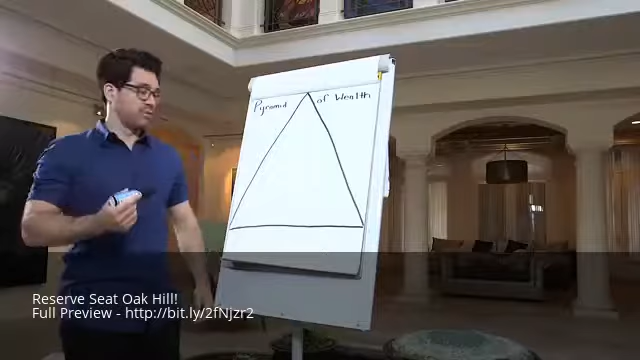 Pyramid of Wealth
Reserve Seat Oak Hill!
Full Preview - http://bit.ly/2fNjzr2